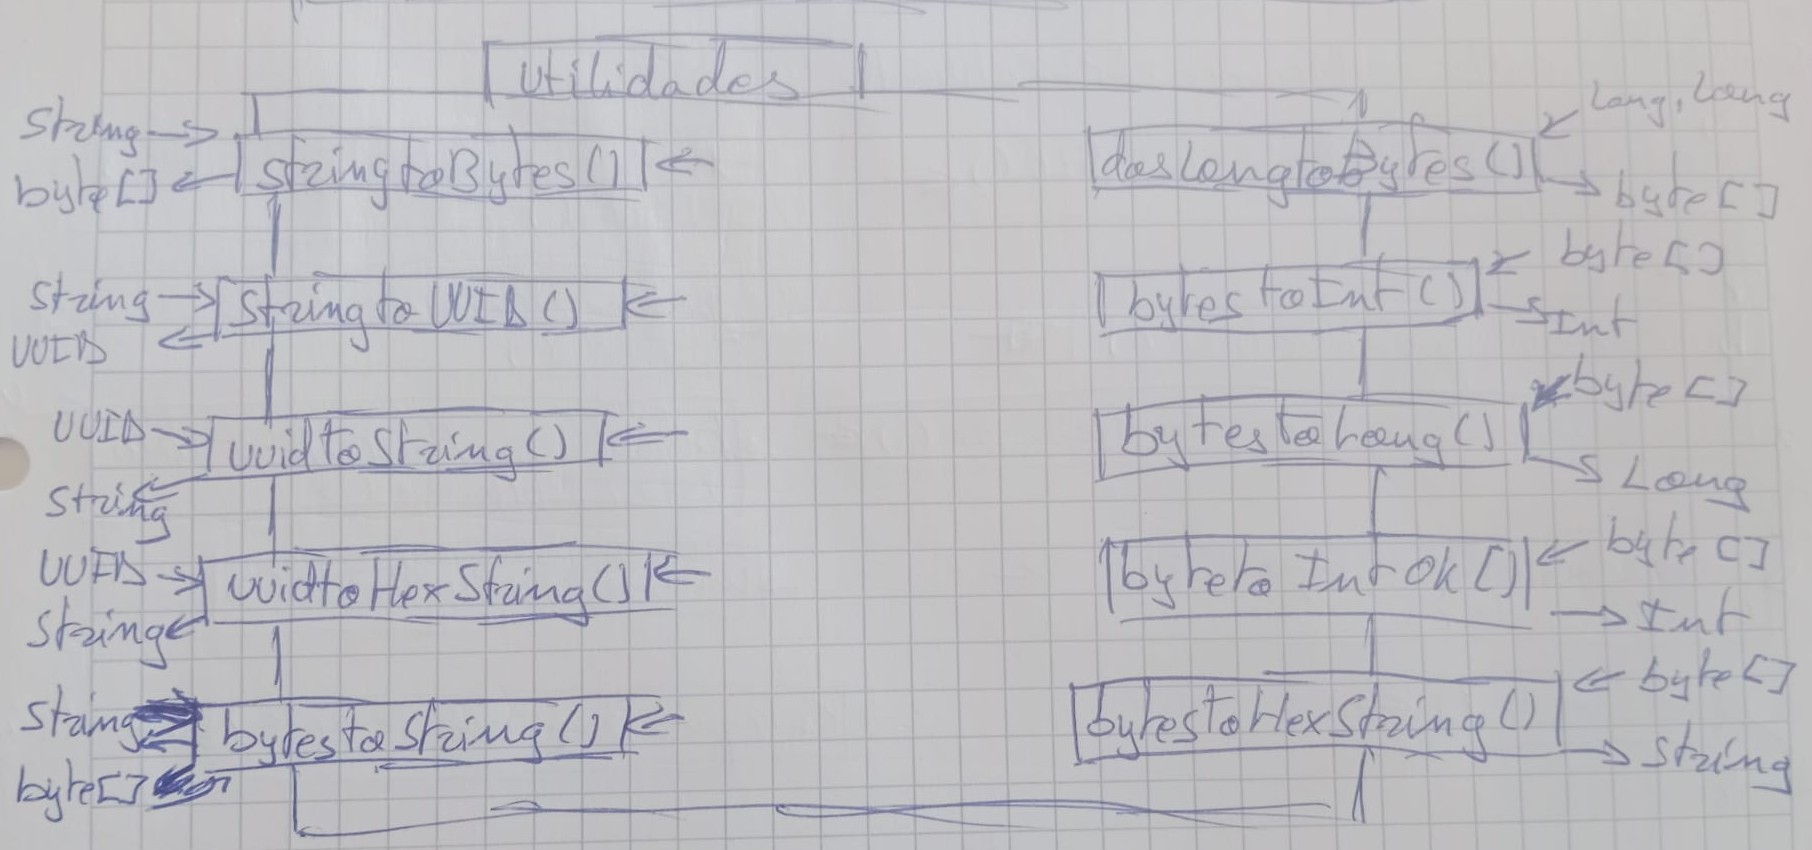 Utilidades
String
byte[]
stringtoBytes()
String
UUID
StringtoUUID()
UUID
String
uuidtoString()
UUID
String
uuidtoHexString()
String
byte[]
bytestoString()
Long, Long
dosLongtoBytes()
byte[]
byte[]
bytestoInt()
Int
byte[]
bytestoLong()
Long
byte[]
bytetoIntOk[]
Int
byte[]
bytestoHexString()
String